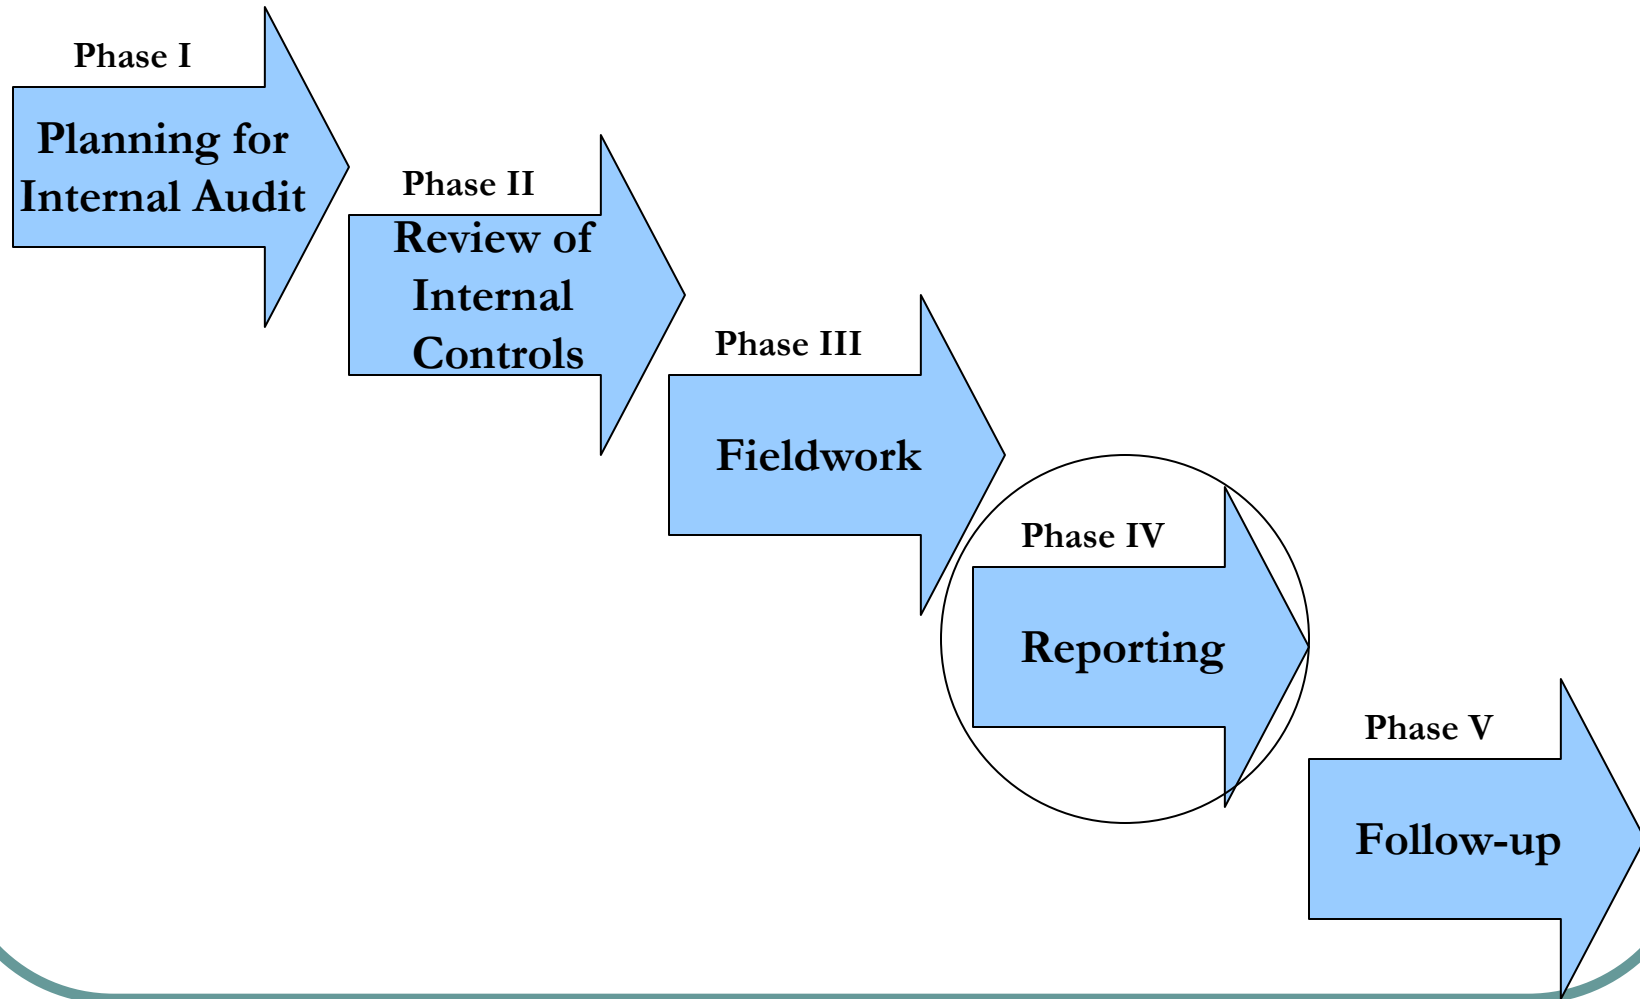 Phase I
Planning for
Internal Audit
Phase II
Review of
Internal
Controls
Phase III
Fieldwork
Phase IV
Reporting
Phase V
Follow-up